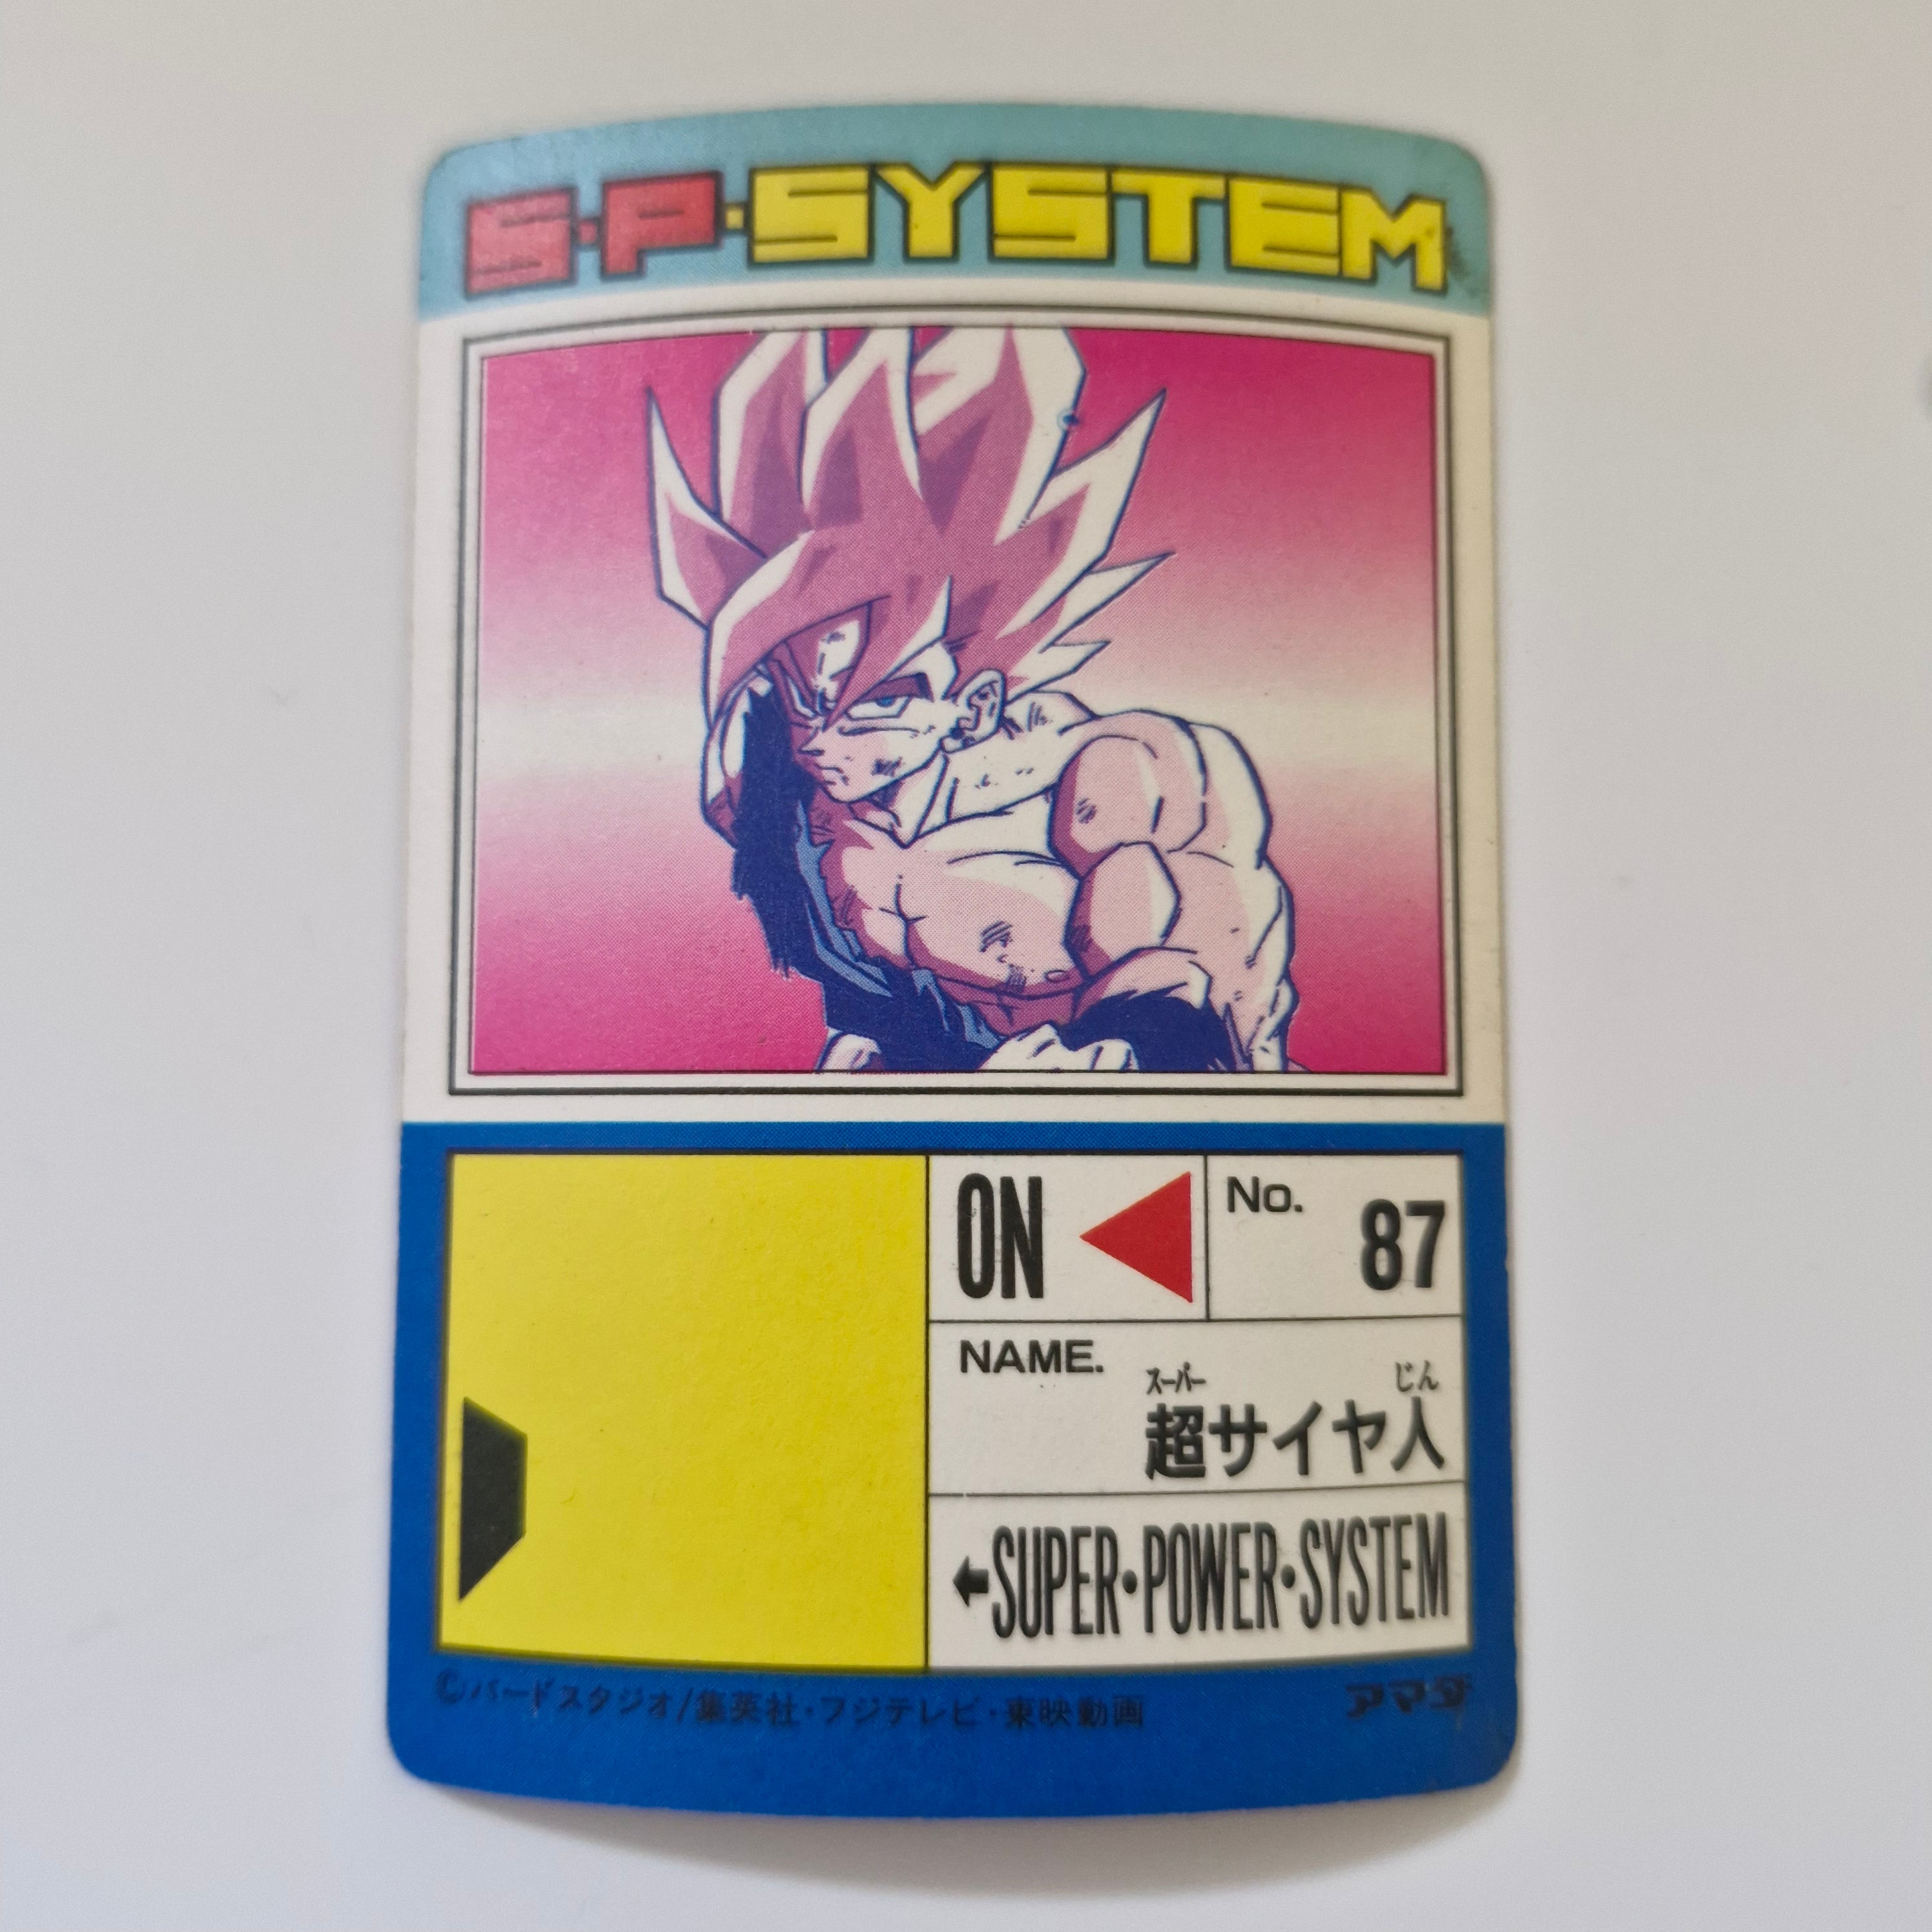 S·P·SYSTEM
ON
No. 87
NAME.
スーパー じん
超サイヤ人
←SUPER·POWER·SYSTEM
©バードスタジオ/集英社·フジテレビ·東映動画 アマダ